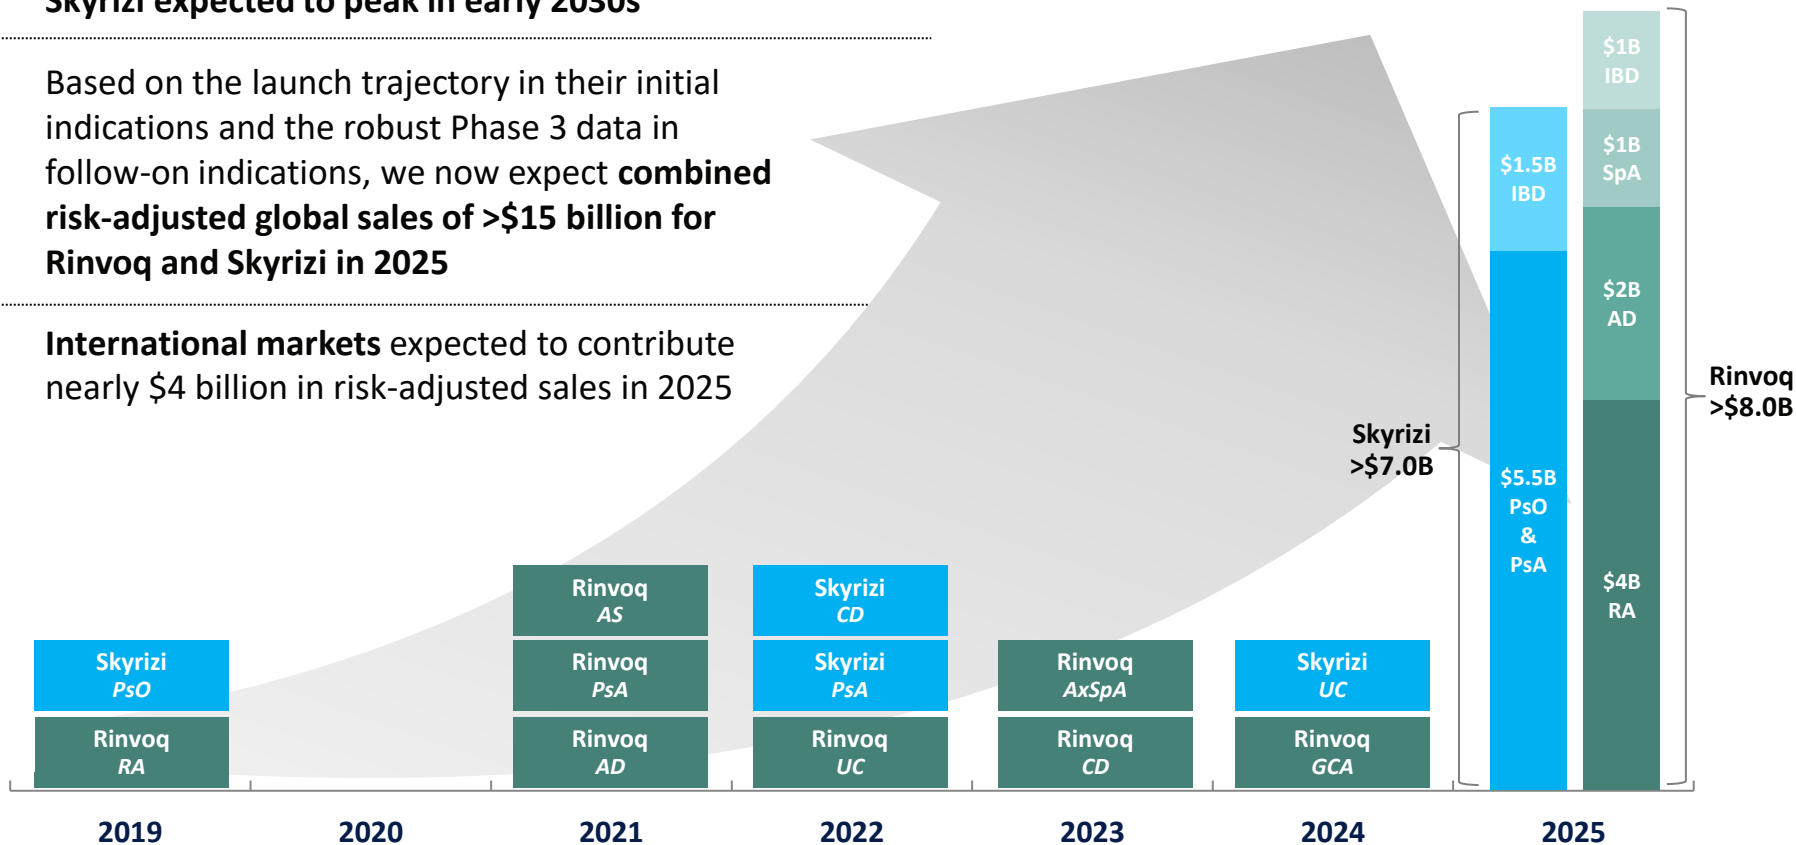 Skyrizi expected to peak in early 2030s
Based on the launch trajectory in their initial
indications and the robust Phase 3 data in
follow-on indications, we now expect combined
risk-adjusted global sales of >$15 billion for
Rinvoq and Skyrizi in 2025
International markets expected to contribute
nearly $4 billion in risk-adjusted sales in 2025
Skyrizi
PsO
Rinvoq
RA
Rinvoq
AS
Rinvoq
PsA
Rinvoq
AD
Skyrizi
CD
Skyrizi
PsA
Rinvoq
UC
Rinvoq
AxSpA
Rinvoq
CD
Skyrizi
UC
Rinvoq
GCA
Skyrizi
>$7.0B
$1.5B
IBD
$5.5B
PsO
&
PsA
$1B
IBD
$1B
SpA
$2B
AD
$4B
RA
Rinvoq
>$8.0B
2019
2020
2021
2022
2023
2024
2025